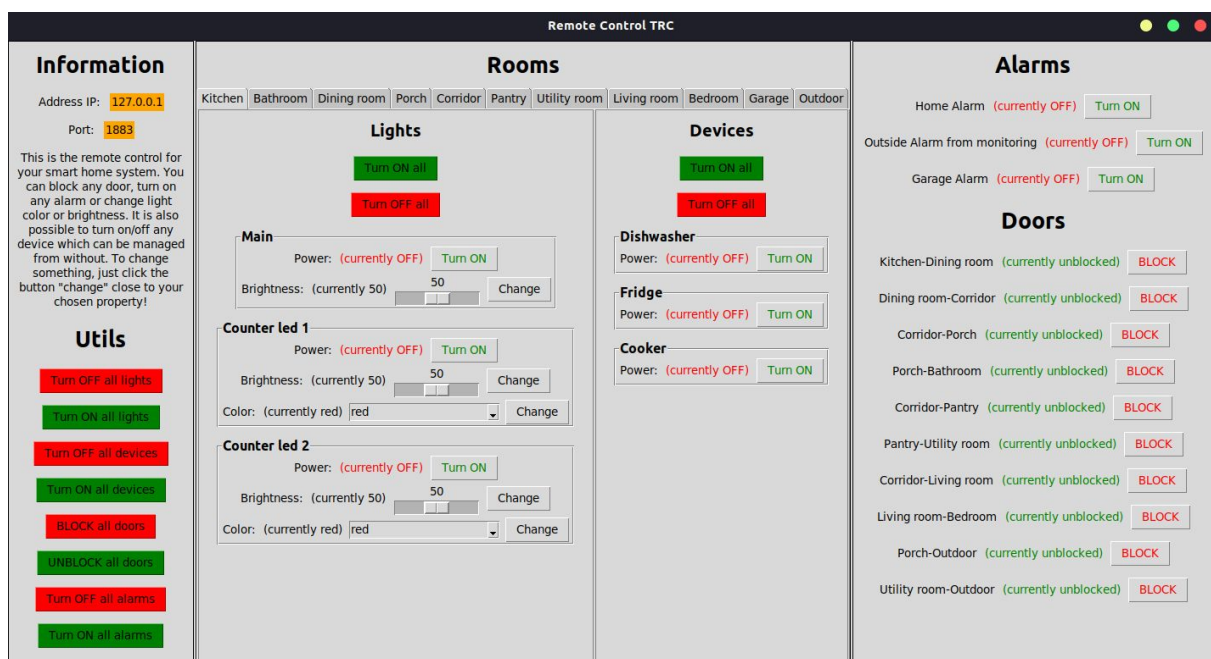 Remote Control TRC
Information
Address IP: 127.0.0.1
Port: 1883
This is the remote control for
your smart home system. You
can block any door, turn on
any alarm or change light
color or brightness. It is also
possible to turn on/off any
device which can be managed
from without. To change
something, just click the
button "change" close to your
chosen property!
Utils
Turn OFF all lights
Turn ON all lights
Turn OFF all devices
Turn ON all devices
BLOCK all doors
UNBLOCK all doors
Turn OFF all alarms
Turn ON all alarms
Rooms
Kitchen Bathroom Dining room Porch Corridor Pantry Utility room Living room Bedroom Garage Outdoor
Lights
Turn ON all
Turn OFF all
Main
Power: (currently OFF) Turn ON
50
Brightness: (currently 50) Change
Counter led 1
Power: (currently OFF) Turn ON
50
Brightness: (currently 50) Change
Color: (currently red) red Change
Counter led 2
Power: (currently OFF) Turn ON
50
Brightness: (currently 50) Change
Color: (currently red) red Change
Devices
Turn ON all
Turn OFF all
Dishwasher
Power: (currently OFF) Turn ON
Fridge
Power: (currently OFF) Turn ON
Cooker
Power: (currently OFF) Turn ON
Alarms
Home Alarm (currently OFF) Turn ON
Outside Alarm from monitoring (currently OFF) Turn ON
Garage Alarm (currently OFF) Turn ON
Doors
Kitchen-Dining room (currently unblocked) BLOCK
Dining room-Corridor (currently unblocked) BLOCK
Corridor-Porch (currently unblocked) BLOCK
Porch-Bathroom (currently unblocked) BLOCK
Corridor-Pantry (currently unblocked) BLOCK
Pantry-Utility room (currently unblocked) BLOCK
Corridor-Living room (currently unblocked) BLOCK
Living room-Bedroom (currently unblocked) BLOCK
Porch-Outdoor (currently unblocked) BLOCK
Utility room-Outdoor (currently unblocked) BLOCK